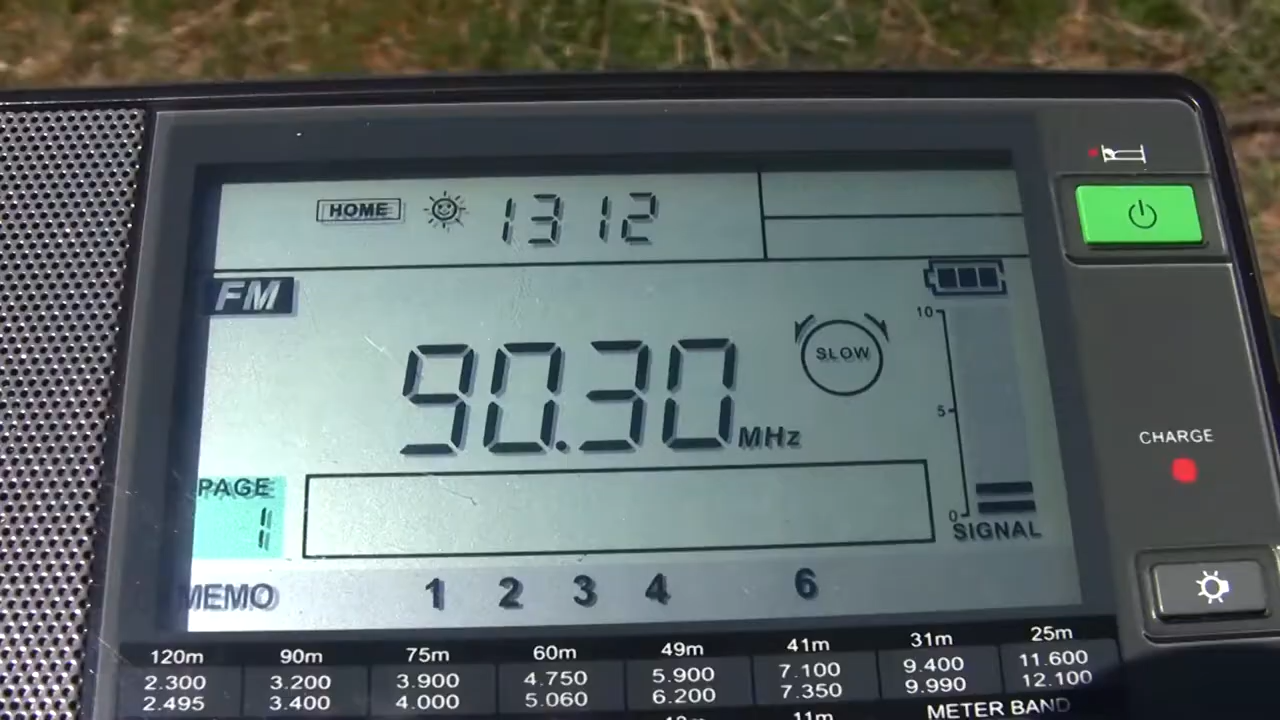 HOME 1312
FM
10
90.30 MHz
SLOW
5
PAGE
1
0
SIGNAL
CHARGE
MEMO 1 2 3 4 6
120m 90m 75m 60m 49m 41m 31m 25m
2.300 3.200 3.900 4.750 5.900 7.100 9.400 11.600
2.495 3.400 4.000 5.060 6.200 7.350 9.990 12.100
11m METER BAND